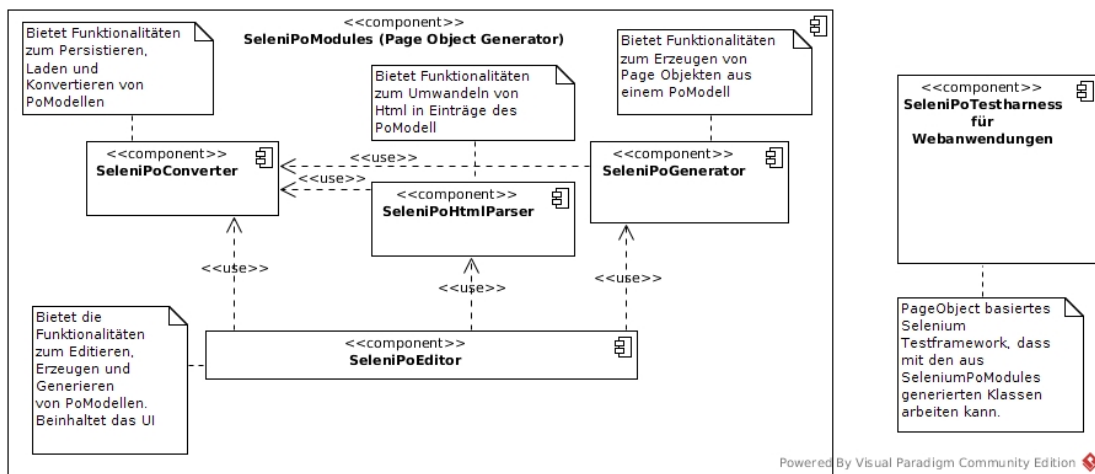 <<component>>
SeleniPoModules (Page Object Generator)
Bietet Funktionalitäten
zum Persistieren,
Laden und
Konvertieren von
PoModellen
Bietet Funktionalitäten
zum Umwandeln von
Html in Einträge des
PoModell
Bietet Funktionalitäten
zum Erzeugen von
Page Objekten aus
einem PoModell
<<component>>
SeleniPoConverter
<<use>>
<<use>>
<<component>>
SeleniPoHtmlParser
<<component>>
SeleniPoGenerator
<<use>>
<<use>>
<<use>>
Bietet die
Funktionalitäten
zum Editieren,
Erzeugen und
Generieren
von PoModellen.
Beinhaltet das UI
<<component>>
SeleniPoEditor
<<component>>
SeleniPoTestharness
für
Webanwendungen
PageObject basiertes
Selenium
Testframework, dass
mit den aus
SeleniumPoModules
generierten Klassen
arbeiten kann.
Powered By Visual Paradigm Community Edition